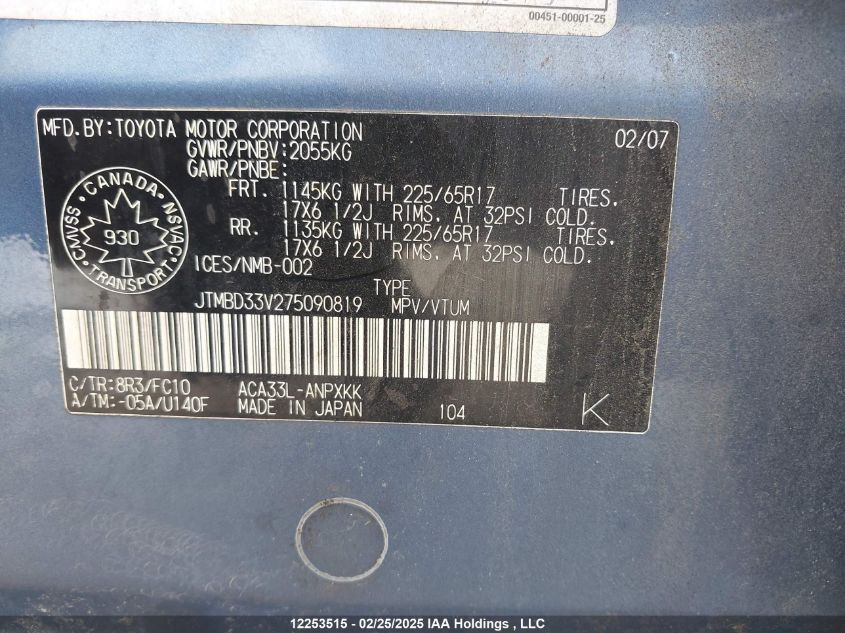 00451-00001-25
MFD.BY:TOYOTA MOTOR CORPORATION 02/07
GVWR/PNBV:2055KG
GAWR/PNBE:
FRT. 1145KG WITH 225/65R17 TIRES.
17X6 1/2J RIMS. AT 32PSI COLD.
RR. 1135KG WITH 225/65R17 TIRES.
17X6 1/2J RIMS. AT 32PSI COLD.
CANADA
CMVSS 930 NSVAC
TRANSPORT
ICES/NMB-002
TYPE
JTMBD33V275090819 MPV/VTUM
C/TR:8R3/FC10 ACA33L-ANPXKK
A/TM:-05A/U140F MADE IN JAPAN 104 K
12253515 - 02/25/2025 IAA Holdings , LLC